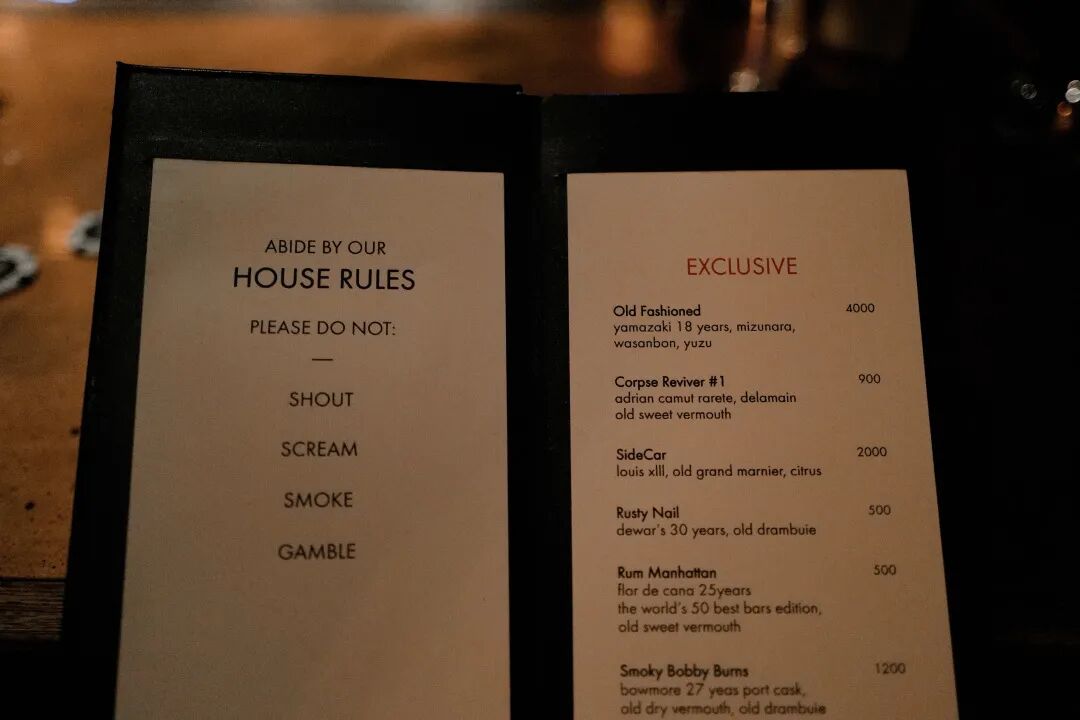 ABIDE BY OUR
HOUSE RULES
PLEASE DO NOT:
—
SHOUT
SCREAM
SMOKE
GAMBLE
EXCLUSIVE
Old Fashioned 4000
yamazaki 18 years, mizunara,
wasanbon, yuzu
Corpse Reviver #1 900
adrian camut rarete, delamain
old sweet vermouth
SideCar 2000
louis xlll, old grand marnier, citrus
Rusty Nail 500
dewar's 30 years, old drambuie
Rum Manhattan 500
flor de cana 25years
the world's 50 best bars edition,
old sweet vermouth
Smoky Bobby Burns 1200
bowmore 27 yeas port cask,
old dry vermouth, old drambuie